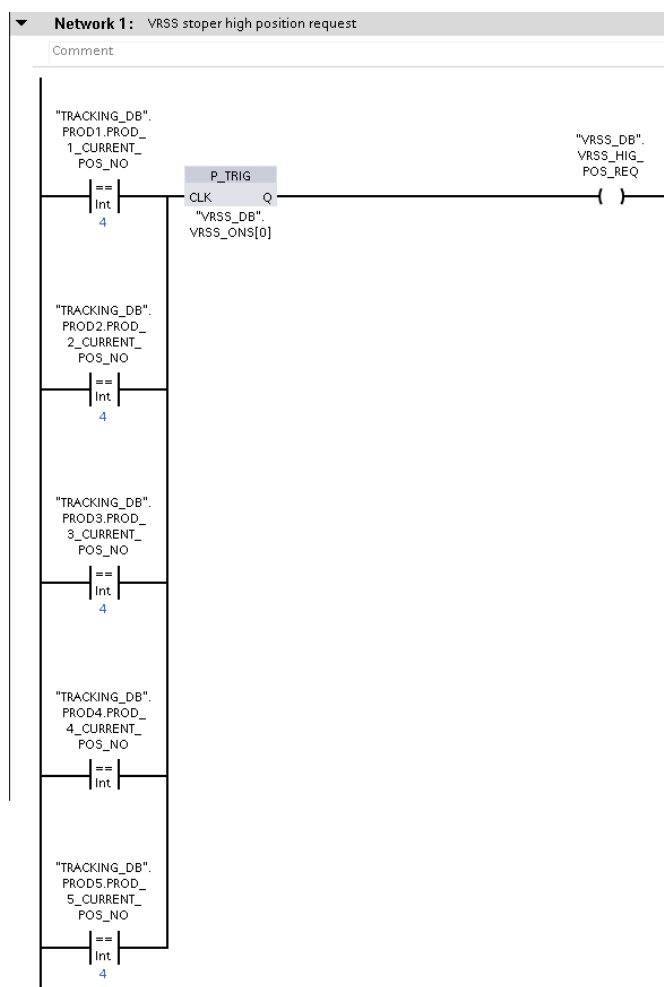 Network 1: VRSS stoper high position request
Comment
"TRACKING_DB".
PROD1.PROD_
1_CURRENT_
POS_NO
==
Int
4
P_TRIG
CLK Q
"VRSS_DB".
VRSS_ONS[0]
"VRSS_DB".
VRSS_HIG_
POS_REQ
"TRACKING_DB".
PROD2.PROD_
2_CURRENT_
POS_NO
==
Int
4
"TRACKING_DB".
PROD3.PROD_
3_CURRENT_
POS_NO
==
Int
4
"TRACKING_DB".
PROD4.PROD_
4_CURRENT_
POS_NO
==
Int
"TRACKING_DB".
PROD5.PROD_
5_CURRENT_
POS_NO
==
Int
4